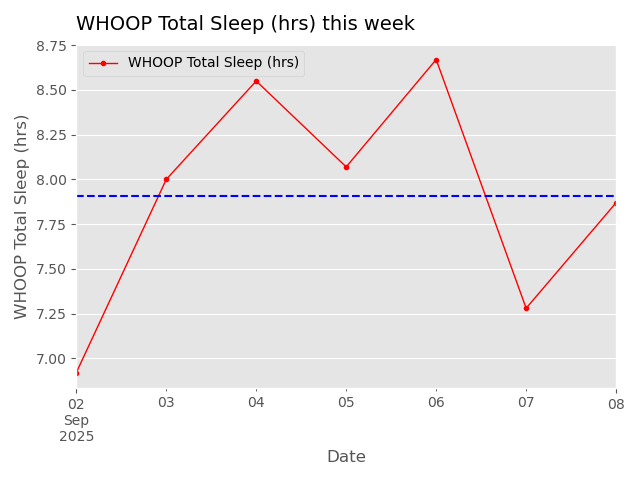 WHOOP Total Sleep (hrs) this week
8.75
WHOOP Total Sleep (hrs)
8.50
8.25
8.00
7.75
7.50
7.25
7.00
WHOOP Total Sleep (hrs)
02 03 04 05 06 07 08
Sep
2025
Date